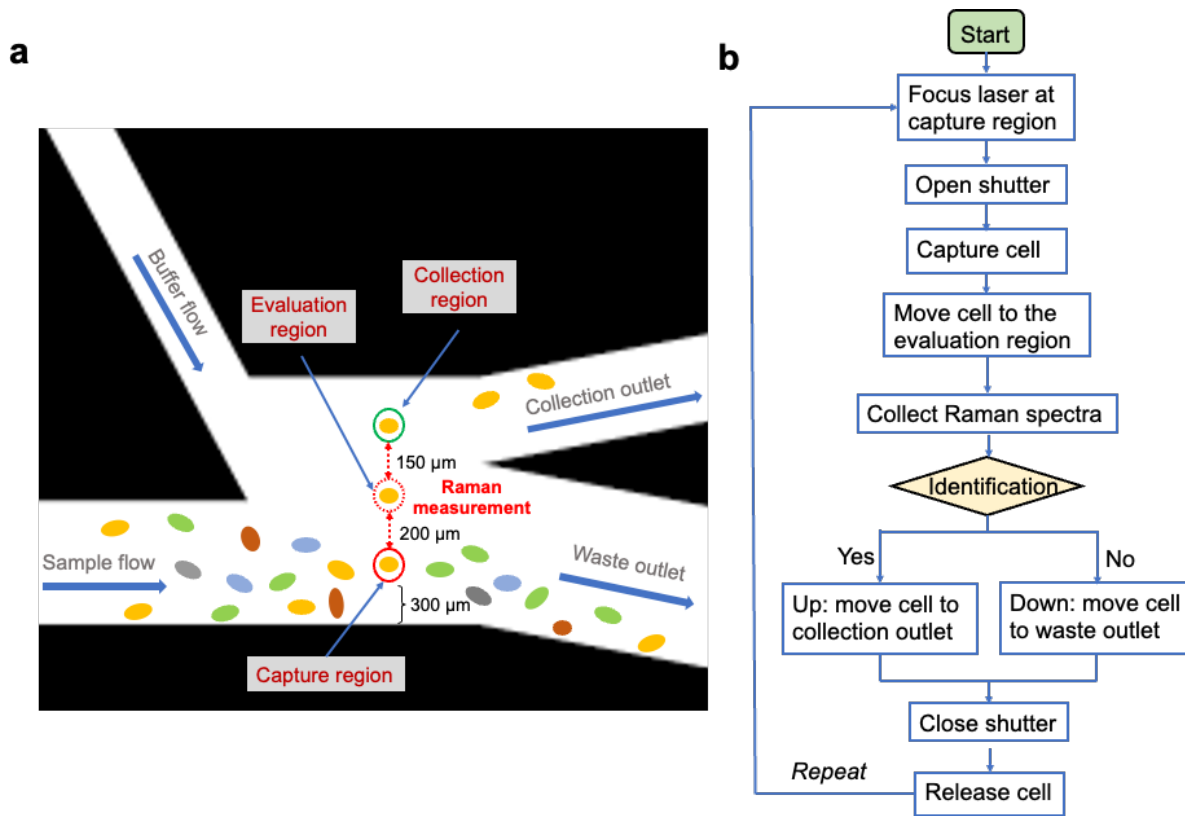 a
Buffer flow
Evaluation
region
Collection
region
Collection outlet
150 µm
Raman
measurement
200 µm
Sample flow
Waste outlet
300 µm
Capture region
b
Start
Focus laser at
capture region
Open shutter
Capture cell
Move cell to the
evaluation region
Collect Raman spectra
Identification
Yes
No
Up: move cell to
collection outlet
Down: move cell
to waste outlet
Close shutter
Repeat
Release cell